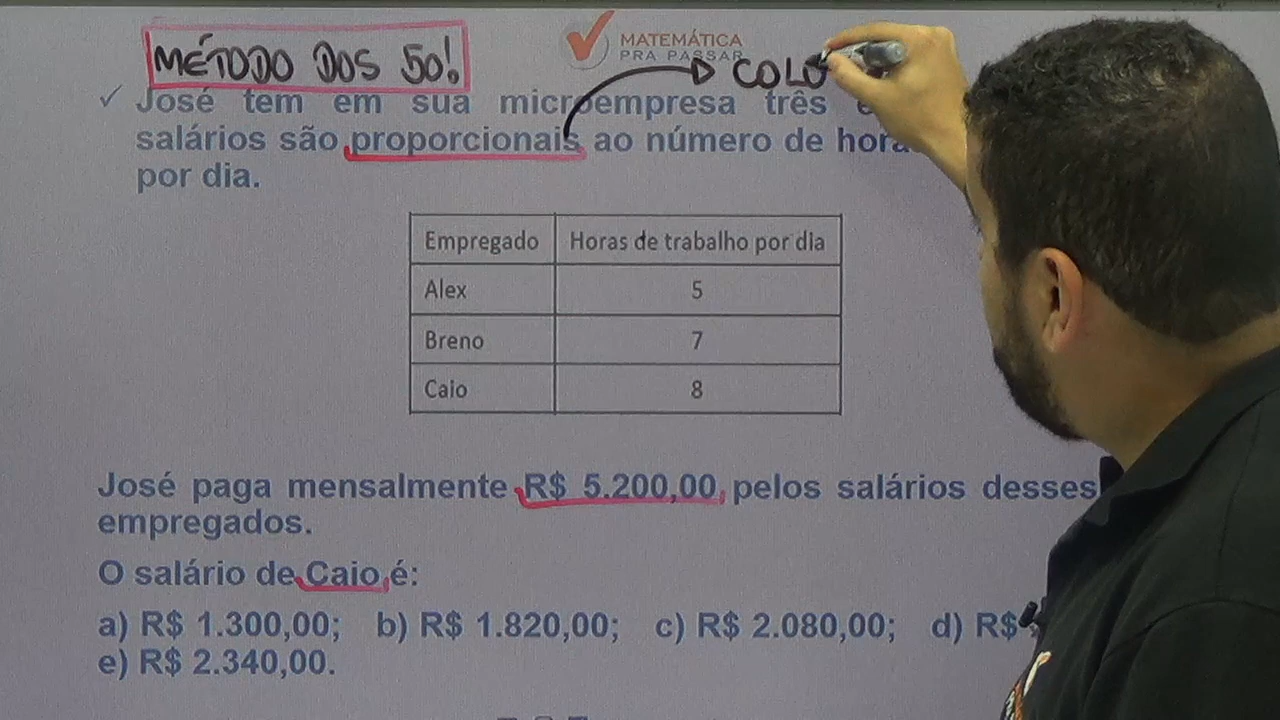 MÉTODO DOS 50!
MATEMÁTICA
PRA PASSAR
COLO
✓ José tem em sua microempresa três
salários são proporcionais ao número de
por dia.
Empregado Horas de trabalho por dia
Alex 5
Breno 7
Caio 8
José paga mensalmente R$ 5.200,00 pelos salários desses
empregados.
O salário de Caio é:
a) R$ 1.300,00; b) R$ 1.820,00; c) R$ 2.080,00; d) R$
e) R$ 2.340,00.